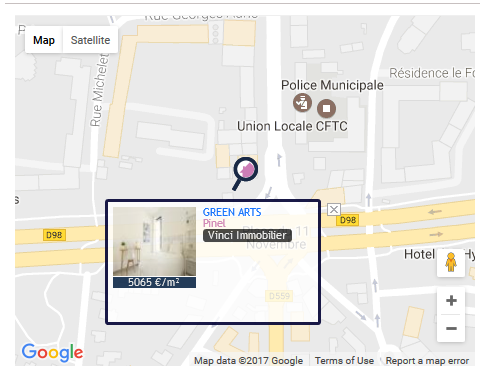 Rue Georges
Map
Satellite
Rue Michelet
Résidence le Fo
Police Municipale
Union Locale CFTC
s
GREEN ARTS
Pinel
Vinci Immobilier
5065 €/m²
D98
D98
11
Novembre
Hotel
Hy
D559
Google
Map data ©2017 Google
Terms of Use
Report a map error